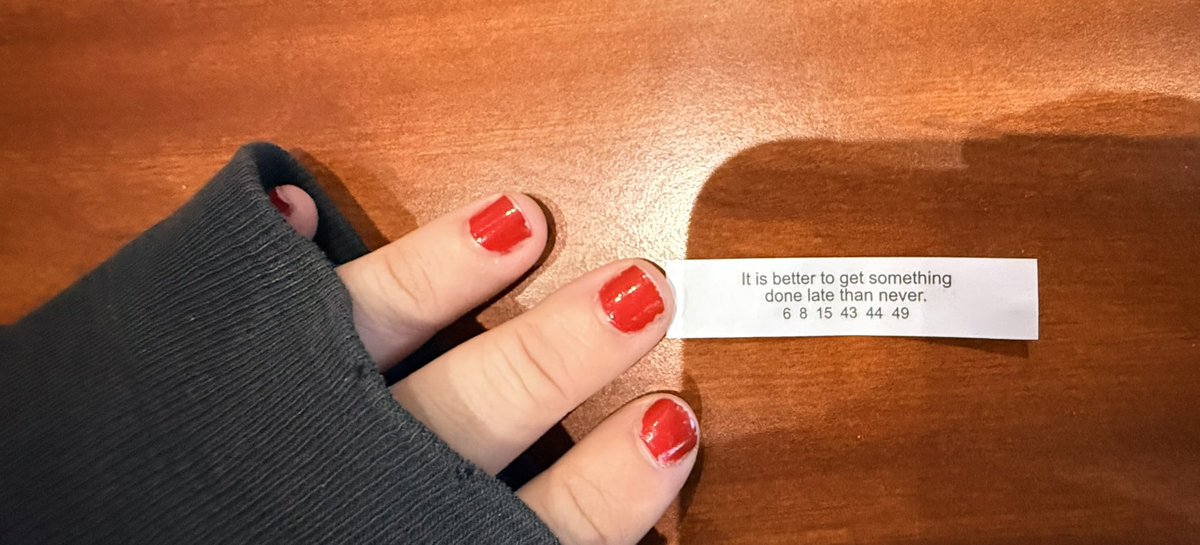 It is better to get something
done late than never.
6 8 15 43 44 49